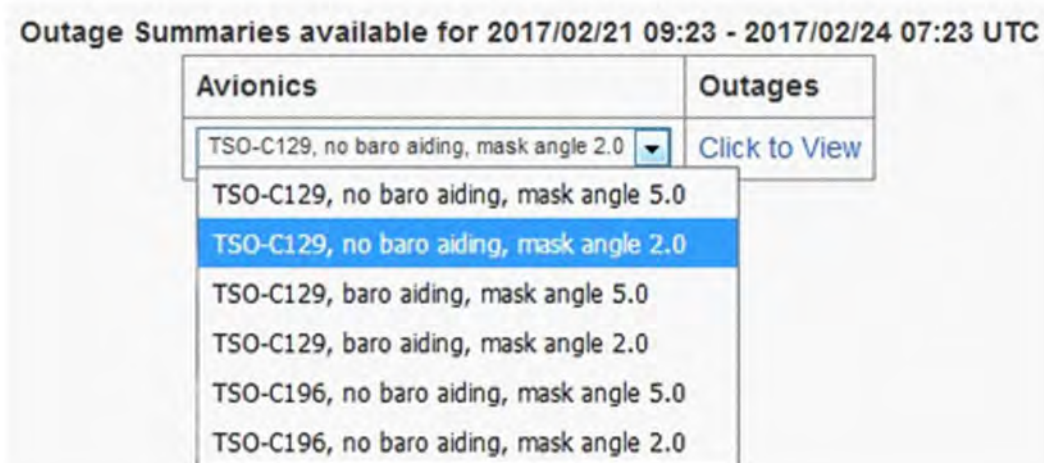 Outage Summaries available for 2017/02/21 09:23 - 2017/02/24 07:23 UTC
Avionics Outages
TSO-C129, no baro aiding, mask angle 2.0 Click to View
TSO-C129, no baro aiding, mask angle 5.0
TSO-C129, no baro aiding, mask angle 2.0
TSO-C129, baro aiding, mask angle 5.0
TSO-C129, baro aiding, mask angle 2.0
TSO-C196, no baro aiding, mask angle 5.0
TSO-C196, no baro aiding, mask angle 2.0